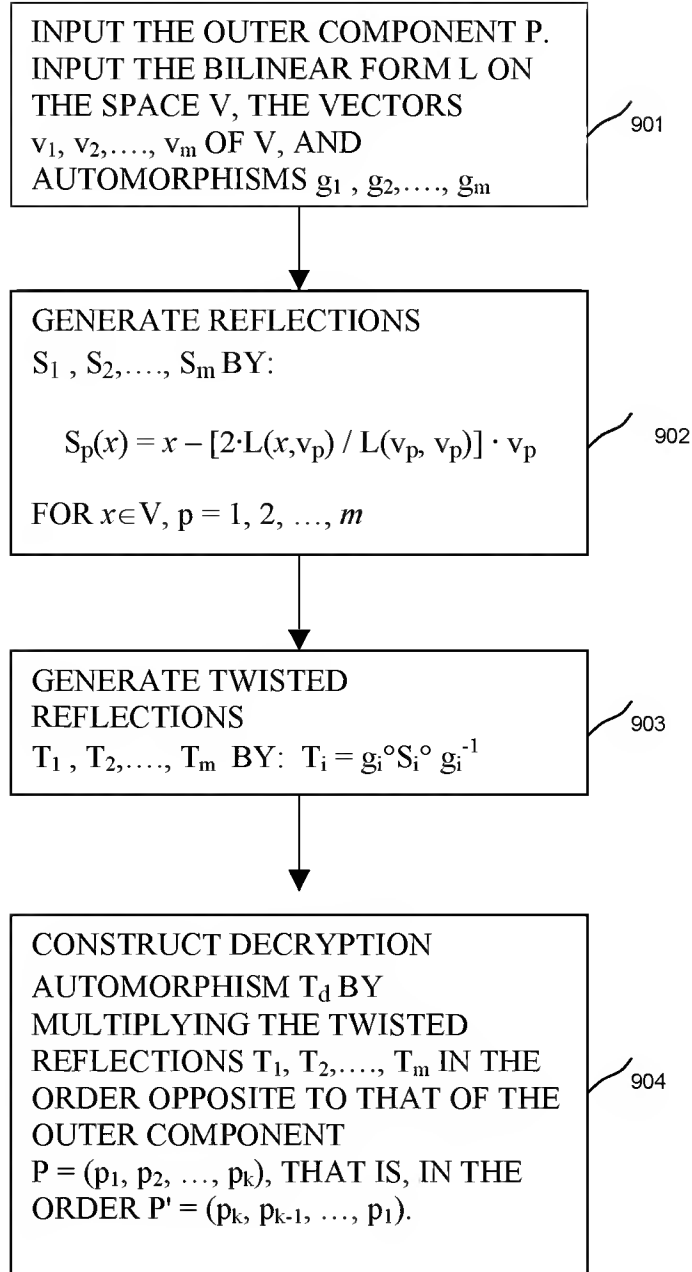 INPUT THE OUTER COMPONENT P.
INPUT THE BILINEAR FORM L ON
THE SPACE V, THE VECTORS
v₁, v₂,…., vₘ OF V, AND
AUTOMORPHISMS g₁ , g₂,…., gₘ
901
GENERATE REFLECTIONS
S₁ , S₂,…., Sₘ BY:
Sₚ(x) = x – [2·L(x,vₚ) / L(vₚ, vₚ)] · vₚ
FOR x∈V, p = 1, 2, …, m
902
GENERATE TWISTED
REFLECTIONS
T₁ , T₂,…., Tₘ BY: Tᵢ = gᵢ°Sᵢ° gᵢ⁻¹
903
CONSTRUCT DECRYPTION
AUTOMORPHISM T_d BY
MULTIPLYING THE TWISTED
REFLECTIONS T₁, T₂,…., Tₘ IN THE
ORDER OPPOSITE TO THAT OF THE
OUTER COMPONENT
P = (p₁, p₂, …, pₖ), THAT IS, IN THE
ORDER P' = (pₖ, pₖ₋₁, …, p₁).
904